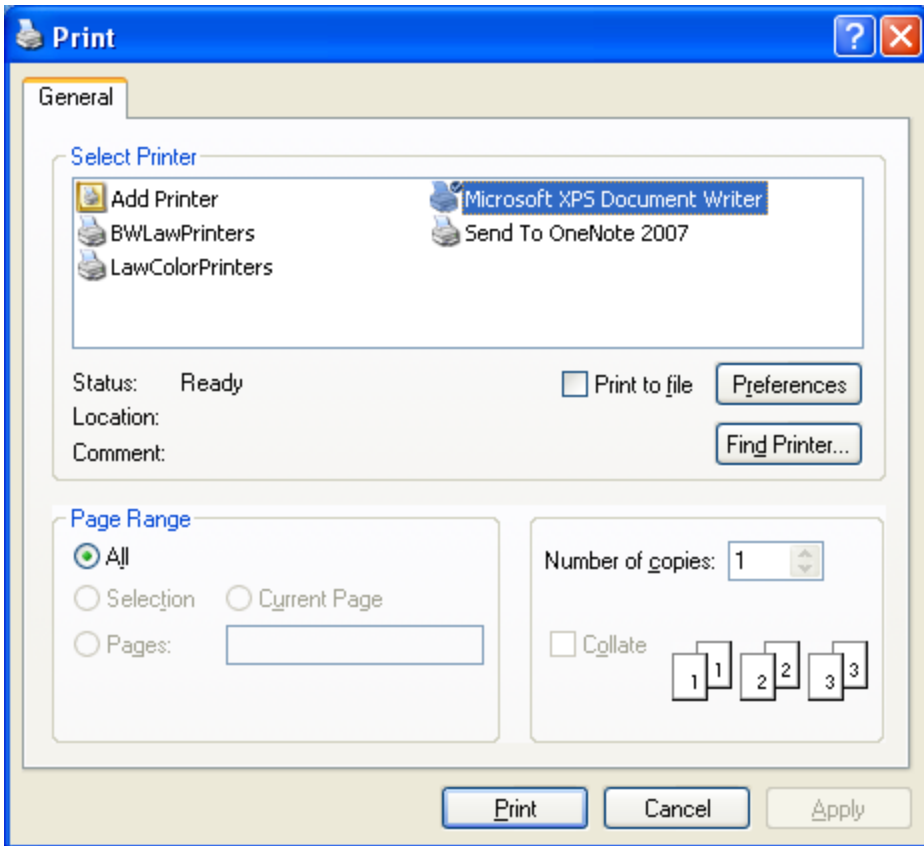 Print
General
Select Printer
Add Printer
Microsoft XPS Document Writer
BWLawPrinters
Send To OneNote 2007
LawColorPrinters
Status: Ready
Print to file
Preferences
Location:
Comment:
Find Printer...
Page Range
All
Number of copies: 1
Selection
Current Page
Pages:
Collate
1 1 2 2 3 3
Print
Cancel
Apply